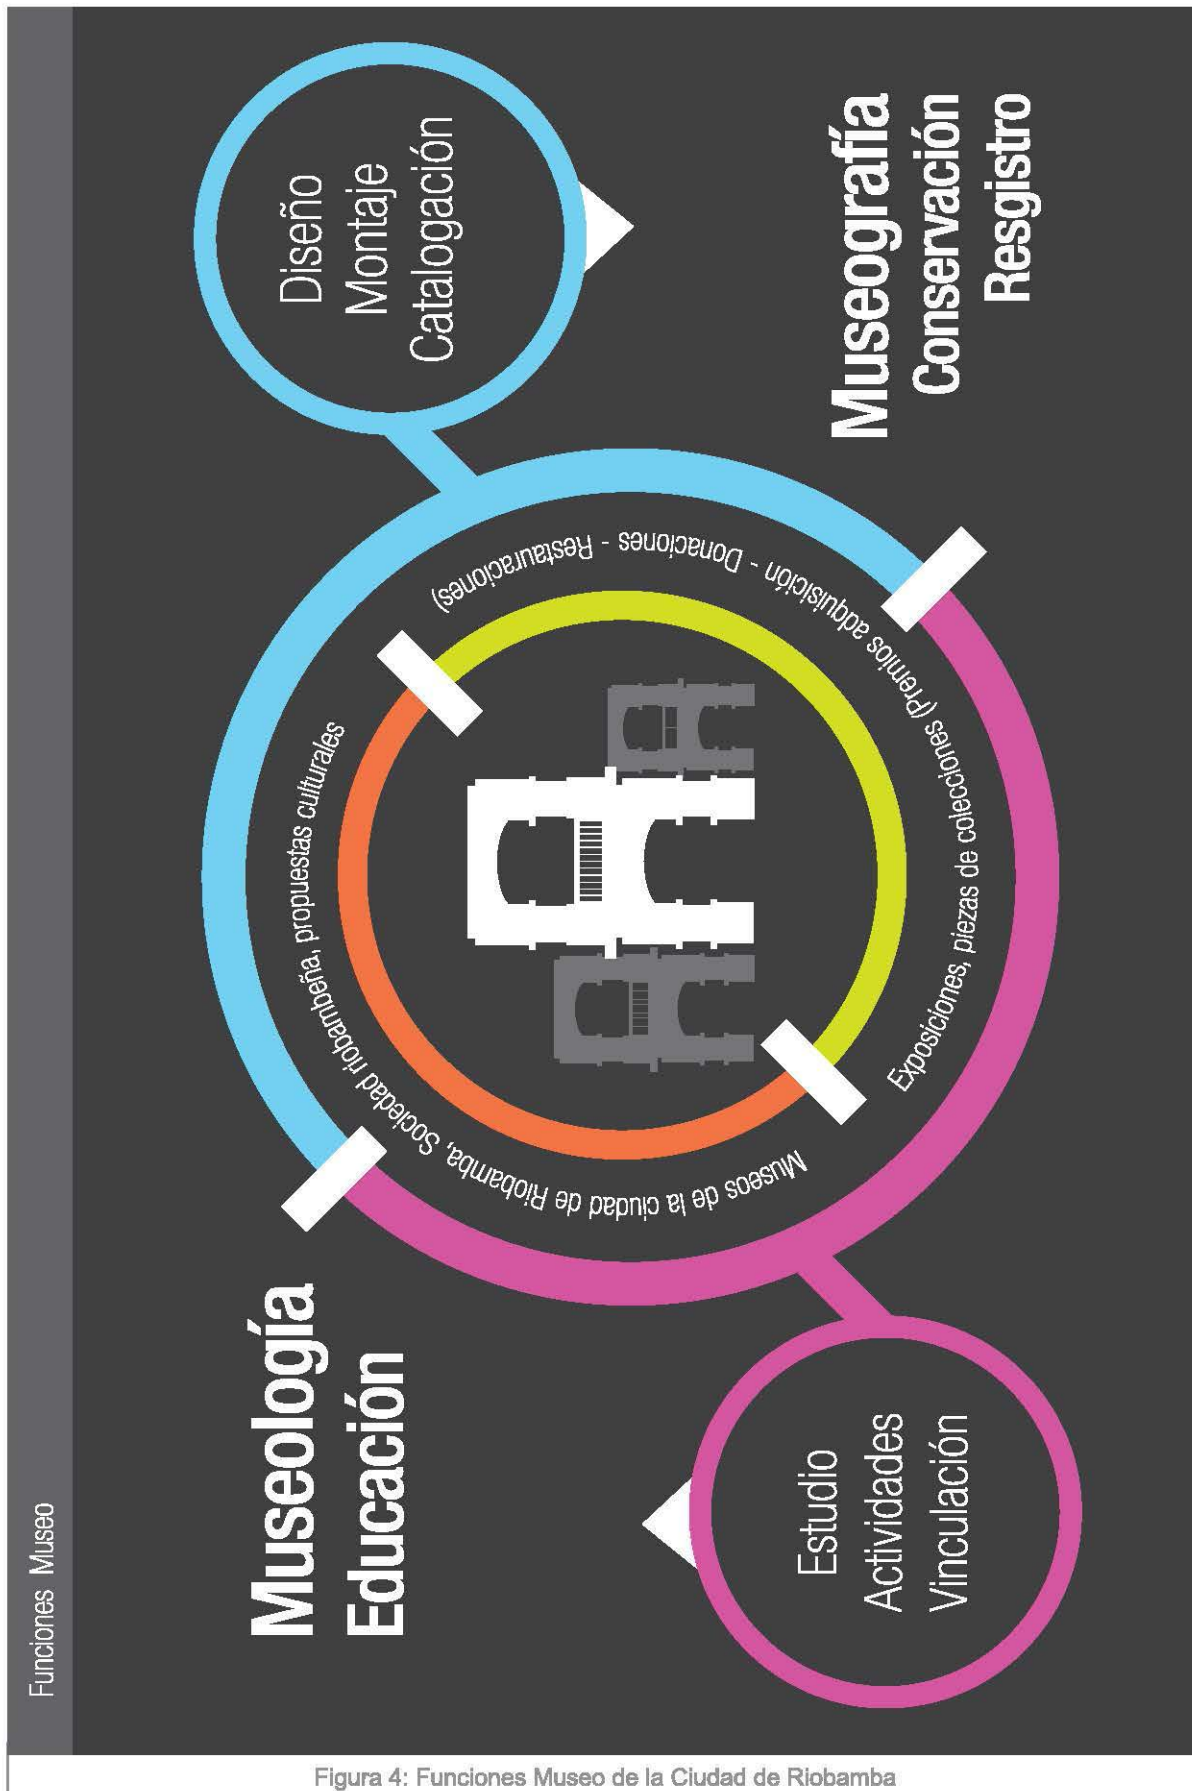 Funciones Museo
Museología
Educación
Estudio
Actividades
Vinculación
Museos de la ciudad de Riobamba, Sociedad riobambeña, propuestas culturales
Exposiciones, piezas de colecciones (Premios adquisición - Donaciones - Restauraciones)
Diseño
Montaje
Catalogación
Museografía
Conservación
Resgistro
Figura 4: Funciones Museo de la Ciudad de Riobamba